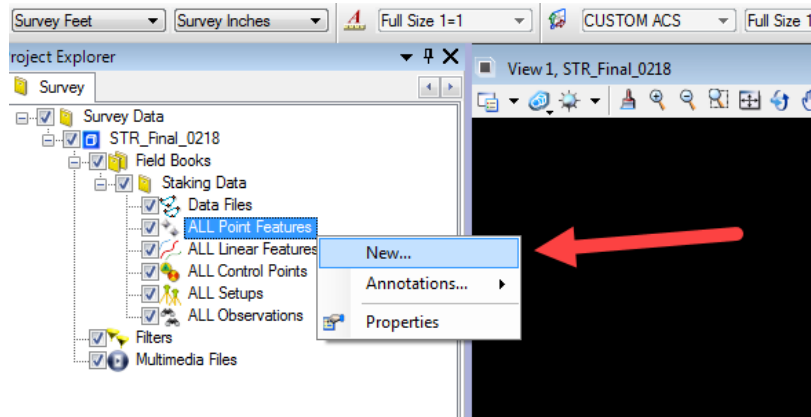 Survey Feet Survey Inches Full Size 1=1 CUSTOM ACS Full Size 1
roject Explorer
View 1, STR_Final_0218
Survey
Survey Data
STR_Final_0218
Field Books
Staking Data
Data Files
ALL Point Features
ALL Linear Features
New...
ALL Control Points
Annotations...
ALL Setups
ALL Observations
Properties
Filters
Multimedia Files